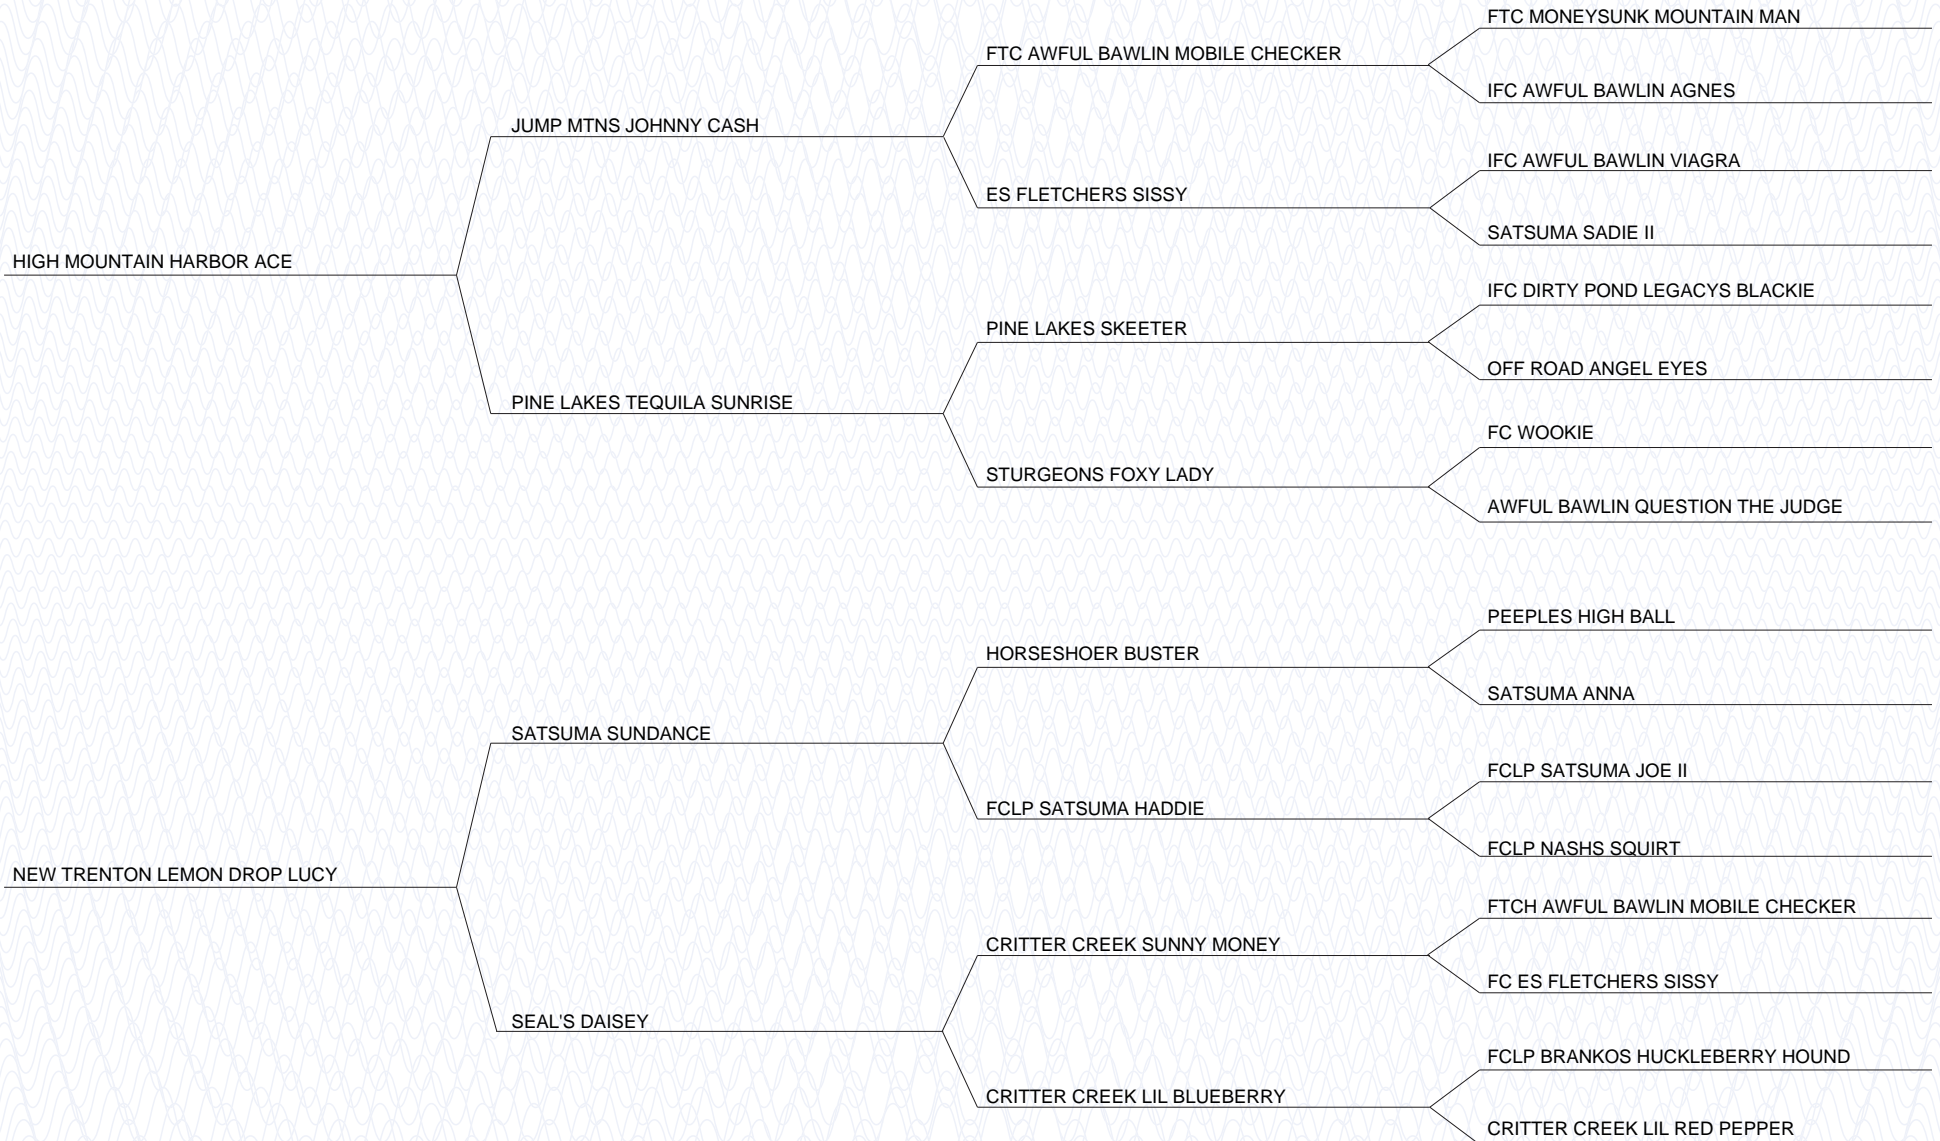 FTC MONEYSUNK MOUNTAIN MAN
FTC AWFUL BAWLIN MOBILE CHECKER
IFC AWFUL BAWLIN AGNES
JUMP MTNS JOHNNY CASH
IFC AWFUL BAWLIN VIAGRA
ES FLETCHERS SISSY
SATSUMA SADIE II
HIGH MOUNTAIN HARBOR ACE
IFC DIRTY POND LEGACYS BLACKIE
PINE LAKES SKEETER
OFF ROAD ANGEL EYES
PINE LAKES TEQUILA SUNRISE
FC WOOKIE
STURGEONS FOXY LADY
AWFUL BAWLIN QUESTION THE JUDGE
PEEPLES HIGH BALL
HORSESHOER BUSTER
SATSUMA ANNA
SATSUMA SUNDANCE
FCLP SATSUMA JOE II
FCLP SATSUMA HADDIE
FCLP NASHS SQUIRT
NEW TRENTON LEMON DROP LUCY
FTCH AWFUL BAWLIN MOBILE CHECKER
CRITTER CREEK SUNNY MONEY
FC ES FLETCHERS SISSY
SEAL'S DAISEY
FCLP BRANKOS HUCKLEBERRY HOUND
CRITTER CREEK LIL BLUEBERRY
CRITTER CREEK LIL RED PEPPER